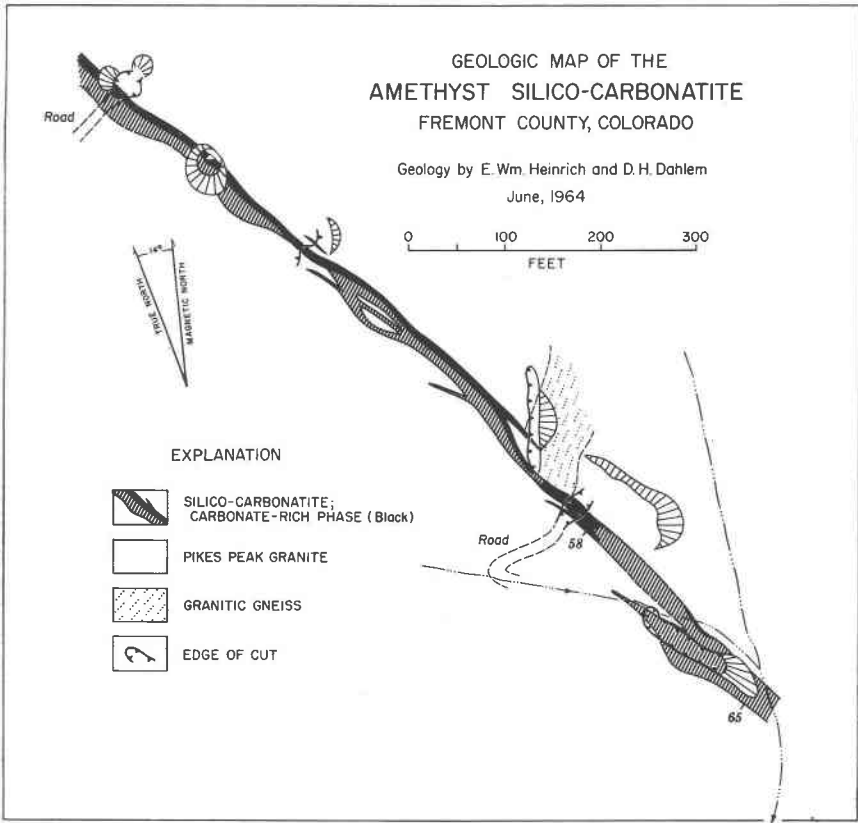 GEOLOGIC MAP OF THE
AMETHYST SILICO-CARBONATITE
FREMONT COUNTY, COLORADO
Geology by E. Wm. Heinrich and D. H. Dahlem
June, 1964
0 100 200 300
FEET
Road
14°
TRUE NORTH
MAGNETIC NORTH
EXPLANATION
SILICO-CARBONATITE;
CARBONATE-RICH PHASE (Black)
PIKES PEAK GRANITE
GRANITIC GNEISS
EDGE OF CUT
Road
58
65